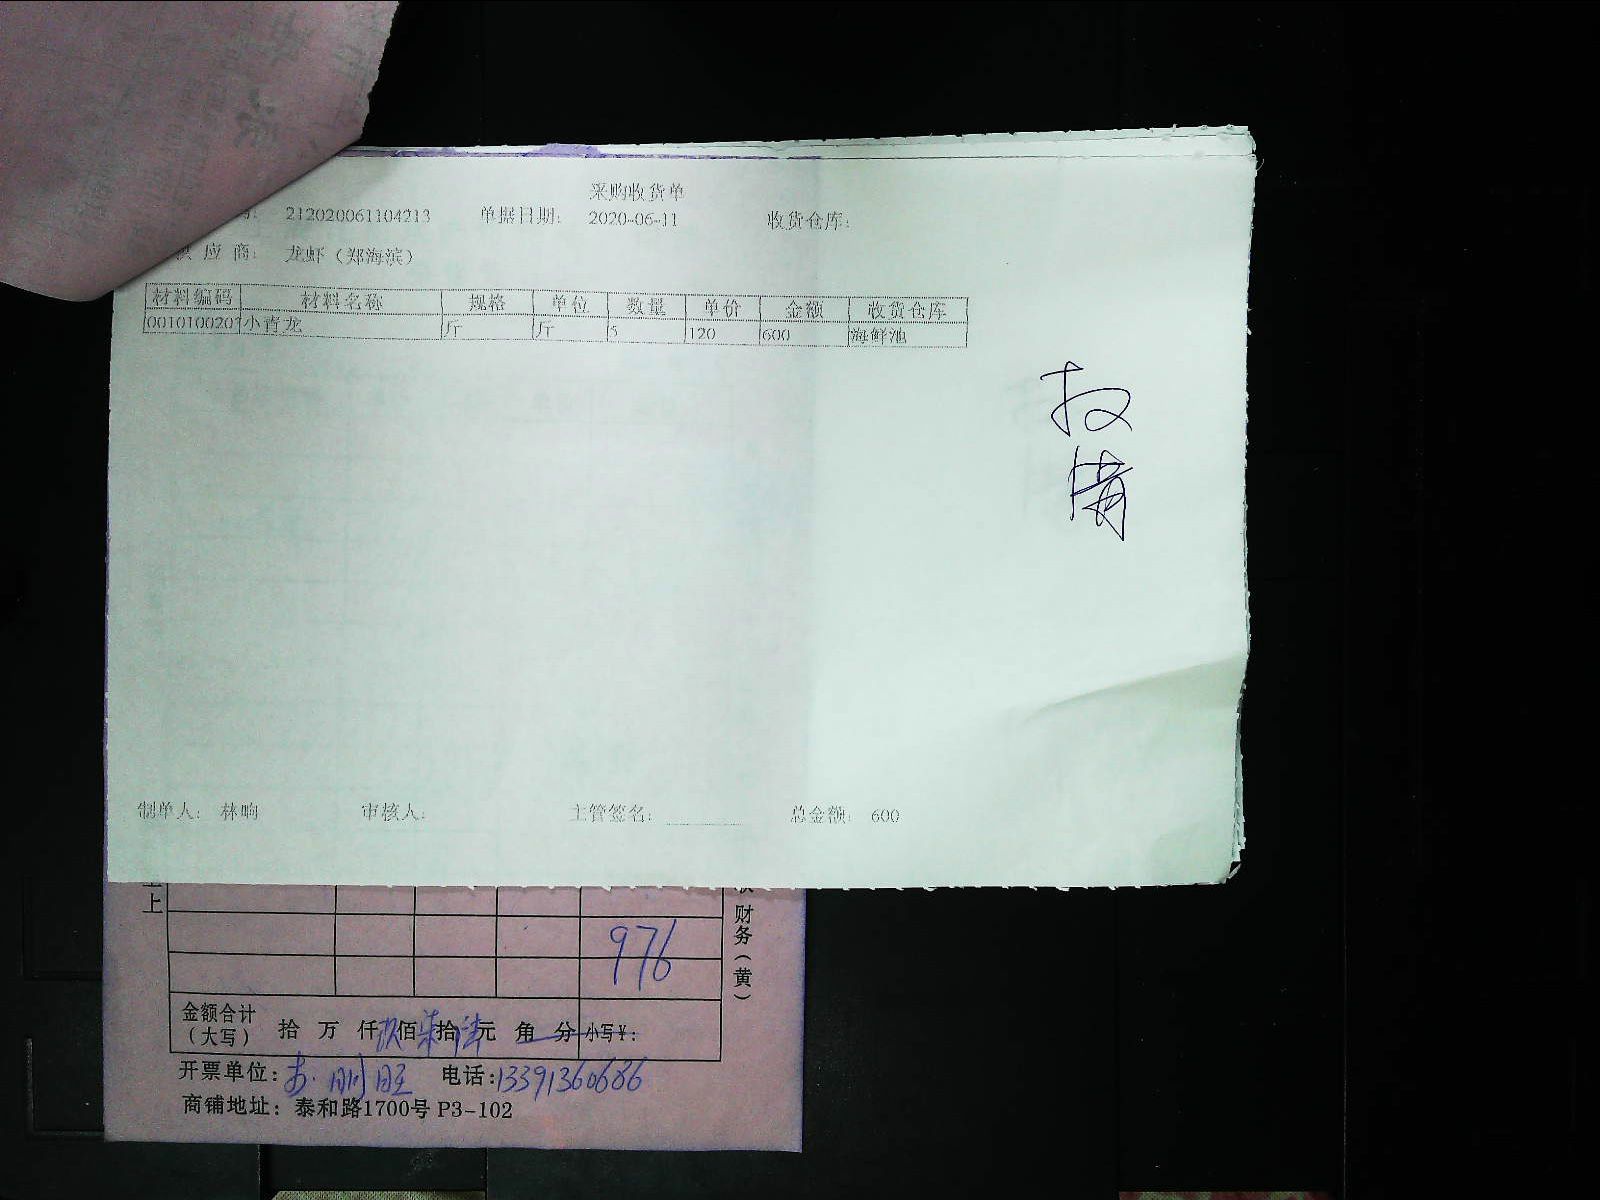 采购收货单
212020061104213 单据日期: 2020-06-11 收货仓库:
供应商: 龙虾（郑海滨）
材料编码 材料名称 规格 单位 数量 单价 金额 收货仓库
0010100207 小青龙 斤 斤 5 120 600 海鲜池
制单人: 林响 审核人: 主管签名: 总金额: 600
上
财务（黄）
976
金额合计（大写） 拾 万 仟 玖 佰 柒 拾 陆 元 角 分 小写¥:
开票单位: 电话:13391360686
商铺地址: 泰和路1700号 P3-102